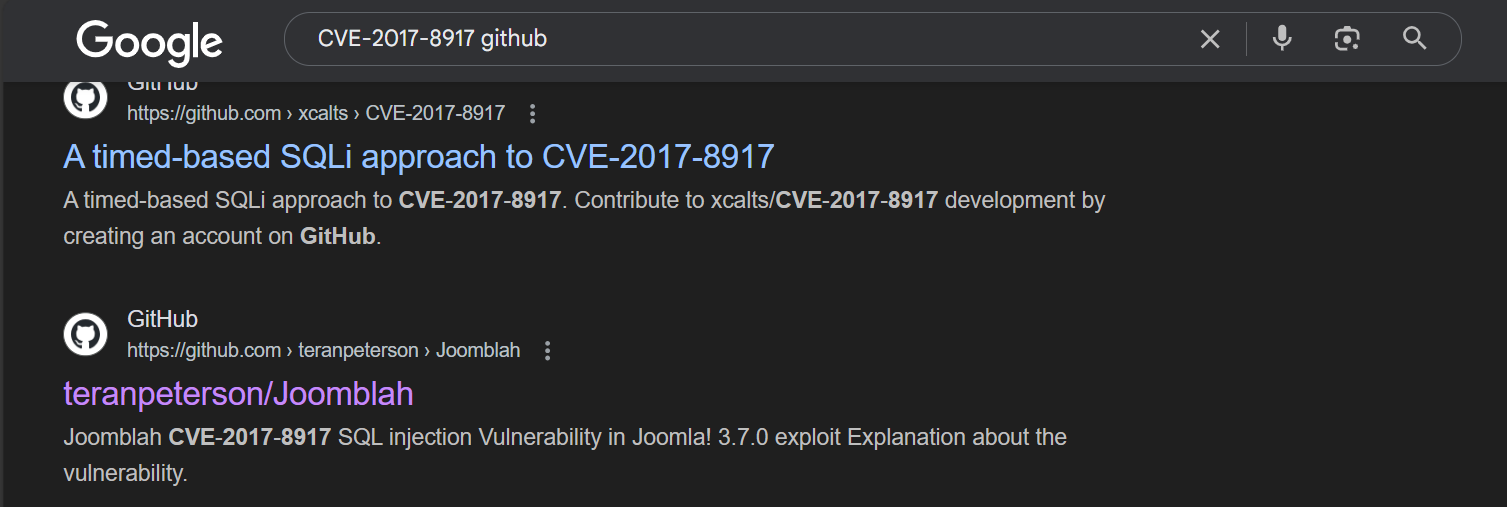 Google
CVE-2017-8917 github
GitHub
https://github.com › xcalts › CVE-2017-8917
A timed-based SQLi approach to CVE-2017-8917
A timed-based SQLi approach to CVE-2017-8917. Contribute to xcalts/CVE-2017-8917 development by
creating an account on GitHub.
GitHub
https://github.com › teranpeterson › Joomblah
teranpeterson/Joomblah
Joomblah CVE-2017-8917 SQL injection Vulnerability in Joomla! 3.7.0 exploit Explanation about the
vulnerability.